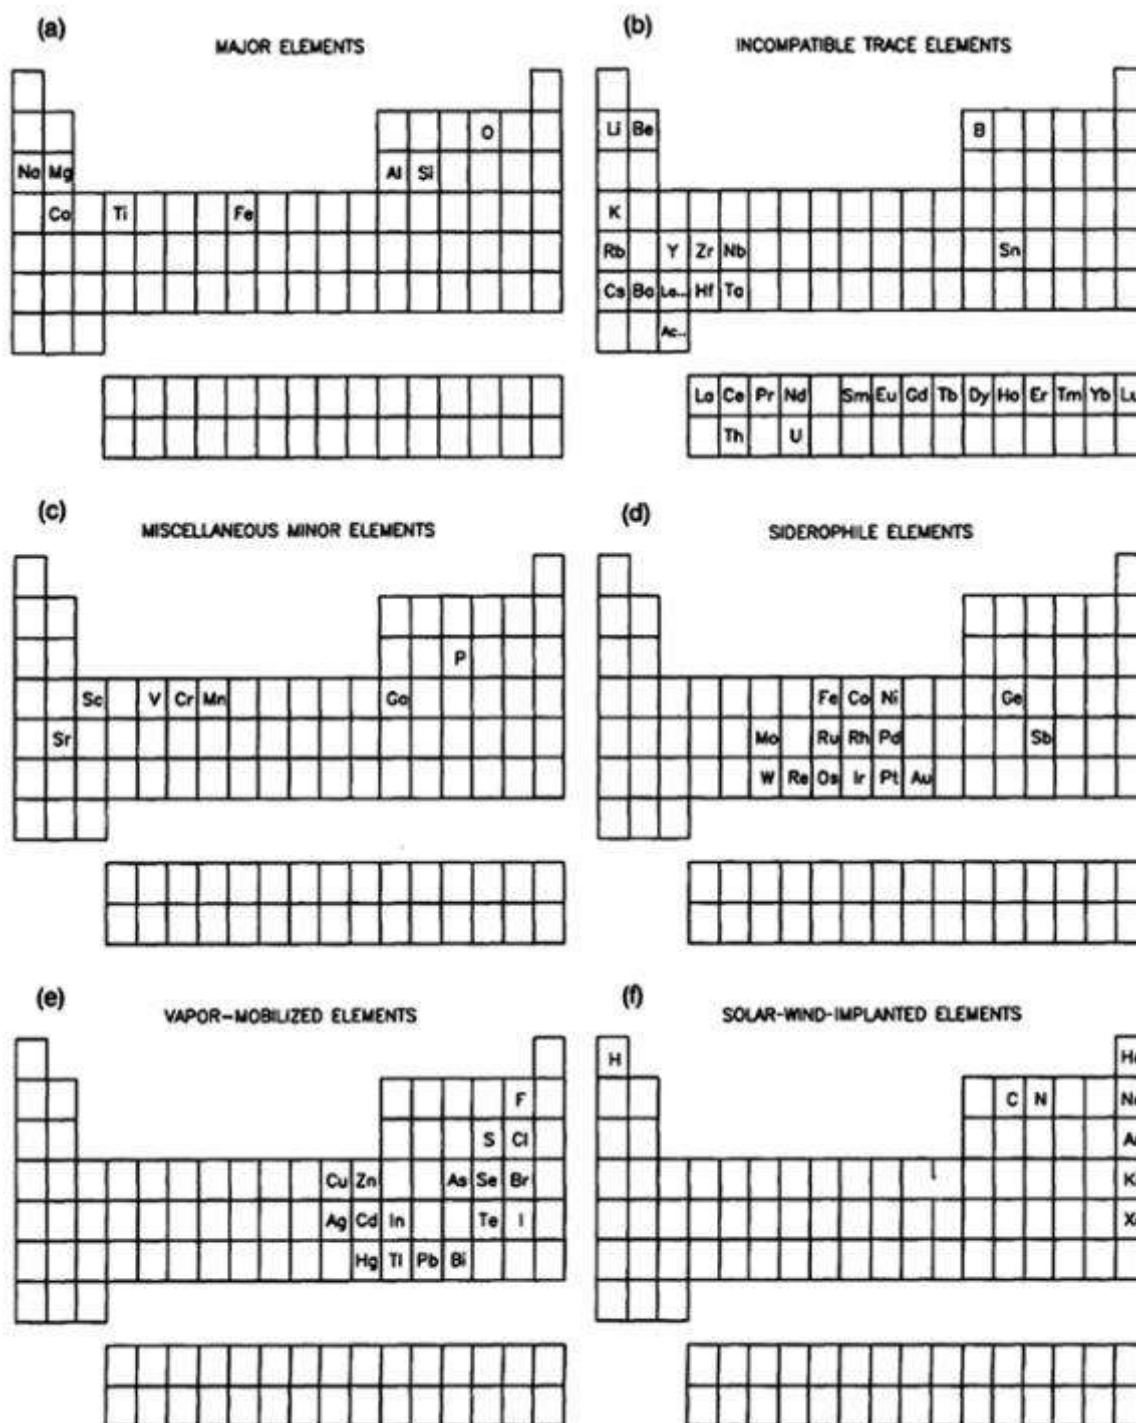 (a)
MAJOR ELEMENTS
O
Na Mg Al Si
Ca Ti Fe
(b)
INCOMPATIBLE TRACE ELEMENTS
Li Be B
K
Rb Y Zr Nb Sn
Cs Ba La... Hf Ta
Ac...
La Ce Pr Nd Sm Eu Gd Tb Dy Ho Er Tm Yb Lu
Th U
(c)
MISCELLANEOUS MINOR ELEMENTS
P
Sc V Cr Mn Ga
Sr
(d)
SIDEROPHILE ELEMENTS
Fe Co Ni Ge
Mo Ru Rh Pd Sb
W Re Os Ir Pt Au
(e)
VAPOR-MOBILIZED ELEMENTS
F
S Cl
Cu Zn As Se Br
Ag Cd In Te I
Hg Tl Pb Bi
(f)
SOLAR-WIND-IMPLANTED ELEMENTS
H He
C N Ne
Ar
K
X